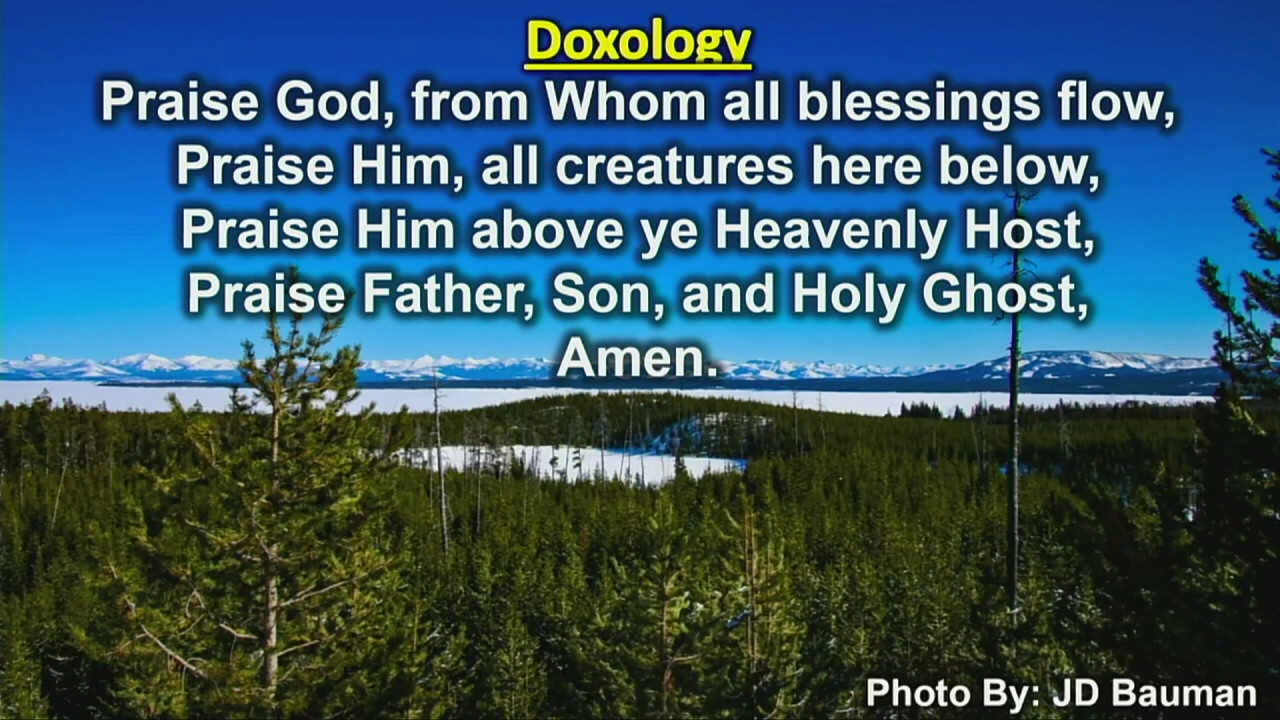 Doxology
Praise God, from Whom all blessings flow,
Praise Him, all creatures here below,
Praise Him above ye Heavenly Host,
Praise Father, Son, and Holy Ghost,
Amen.
Photo By: JD Bauman